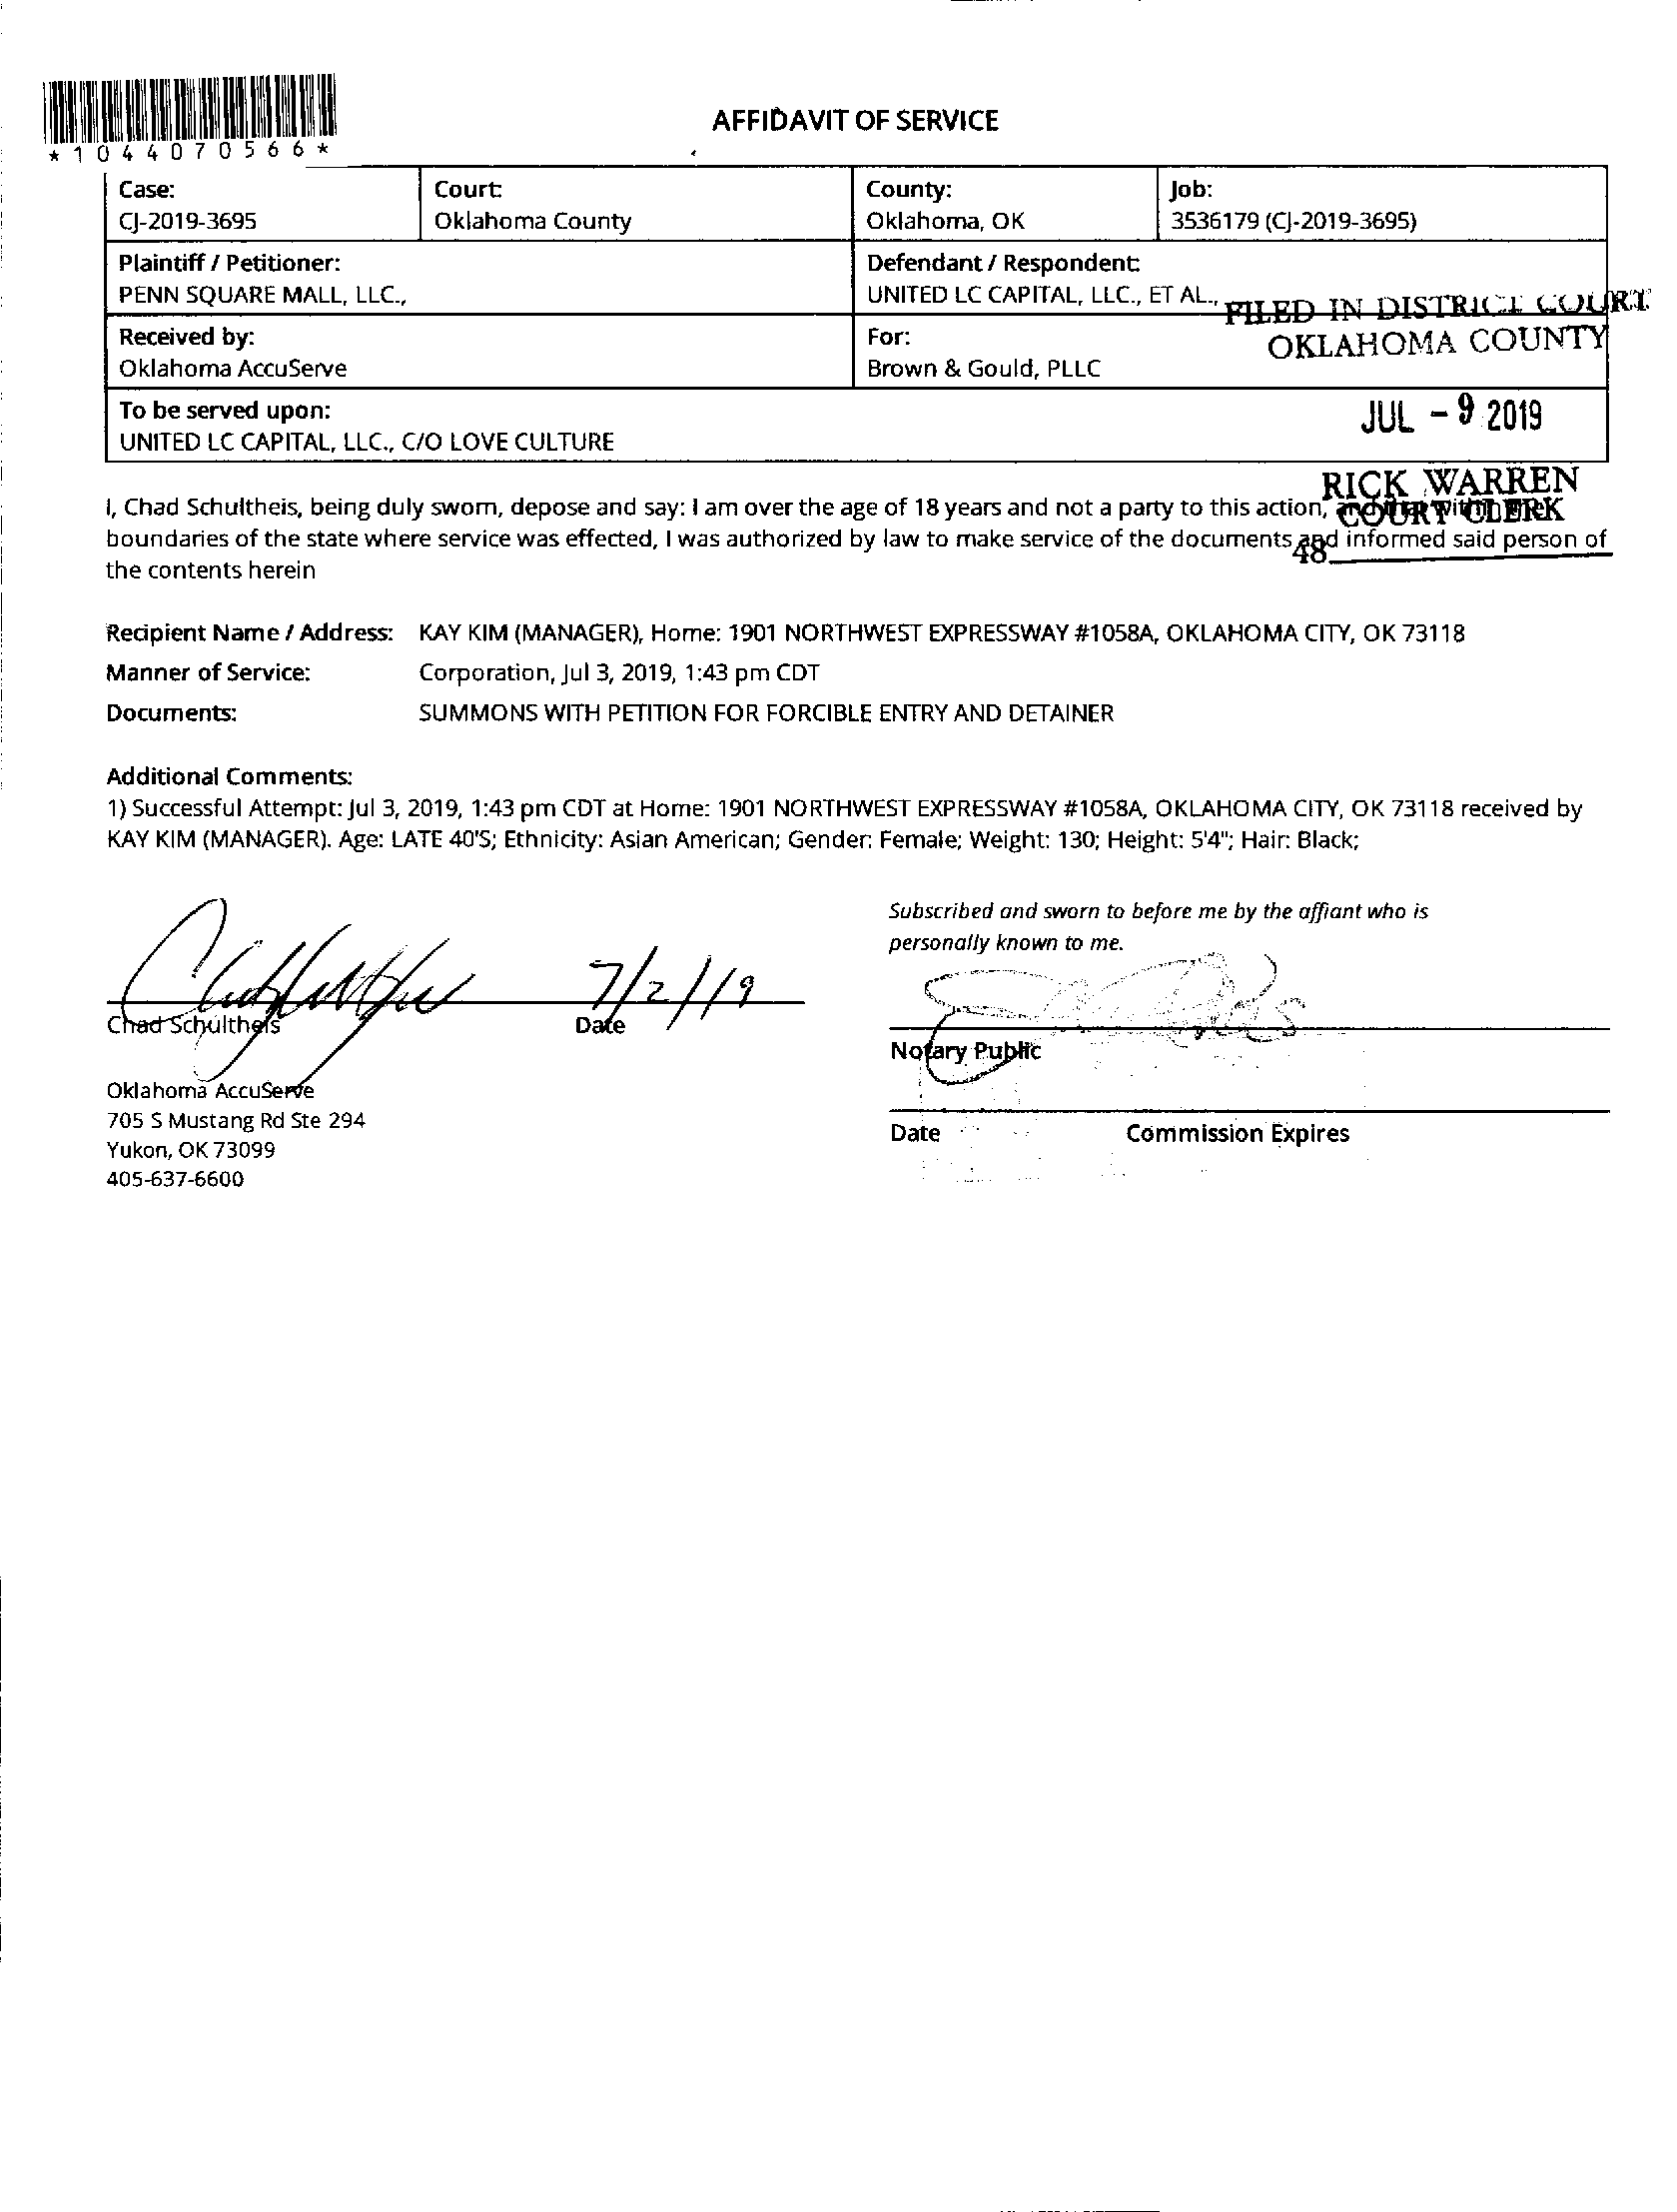 *1044070566*
AFFIDAVIT OF SERVICE
Case:
CJ-2019-3695
Court:
Oklahoma County
County:
Oklahoma, OK
Job:
3536179 (CJ-2019-3695)
Plaintiff / Petitioner:
PENN SQUARE MALL, LLC.,
Defendant / Respondent:
UNITED LC CAPITAL, LLC., ET AL.,
FILED IN DISTRICT COURT
OKLAHOMA COUNTY
Received by:
Oklahoma AccuServe
For:
Brown & Gould, PLLC
To be served upon:
UNITED LC CAPITAL, LLC., C/O LOVE CULTURE
JUL - 9 2019
RICK WARREN
COURT CLERK
48
I, Chad Schultheis, being duly sworn, depose and say: I am over the age of 18 years and not a party to this action,
boundaries of the state where service was effected, I was authorized by law to make service of the documents and informed said person of
the contents herein
Recipient Name / Address: KAY KIM (MANAGER), Home: 1901 NORTHWEST EXPRESSWAY #1058A, OKLAHOMA CITY, OK 73118
Manner of Service: Corporation, Jul 3, 2019, 1:43 pm CDT
Documents: SUMMONS WITH PETITION FOR FORCIBLE ENTRY AND DETAINER
Additional Comments:
1) Successful Attempt: Jul 3, 2019, 1:43 pm CDT at Home: 1901 NORTHWEST EXPRESSWAY #1058A, OKLAHOMA CITY, OK 73118 received by
KAY KIM (MANAGER). Age: LATE 40'S; Ethnicity: Asian American; Gender: Female; Weight: 130; Height: 5'4"; Hair: Black;
Chad Schultheis
Date
Oklahoma AccuServe
705 S Mustang Rd Ste 294
Yukon, OK 73099
405-637-6600
Subscribed and sworn to before me by the affiant who is
personally known to me.
Notary Public
Date
Commission Expires